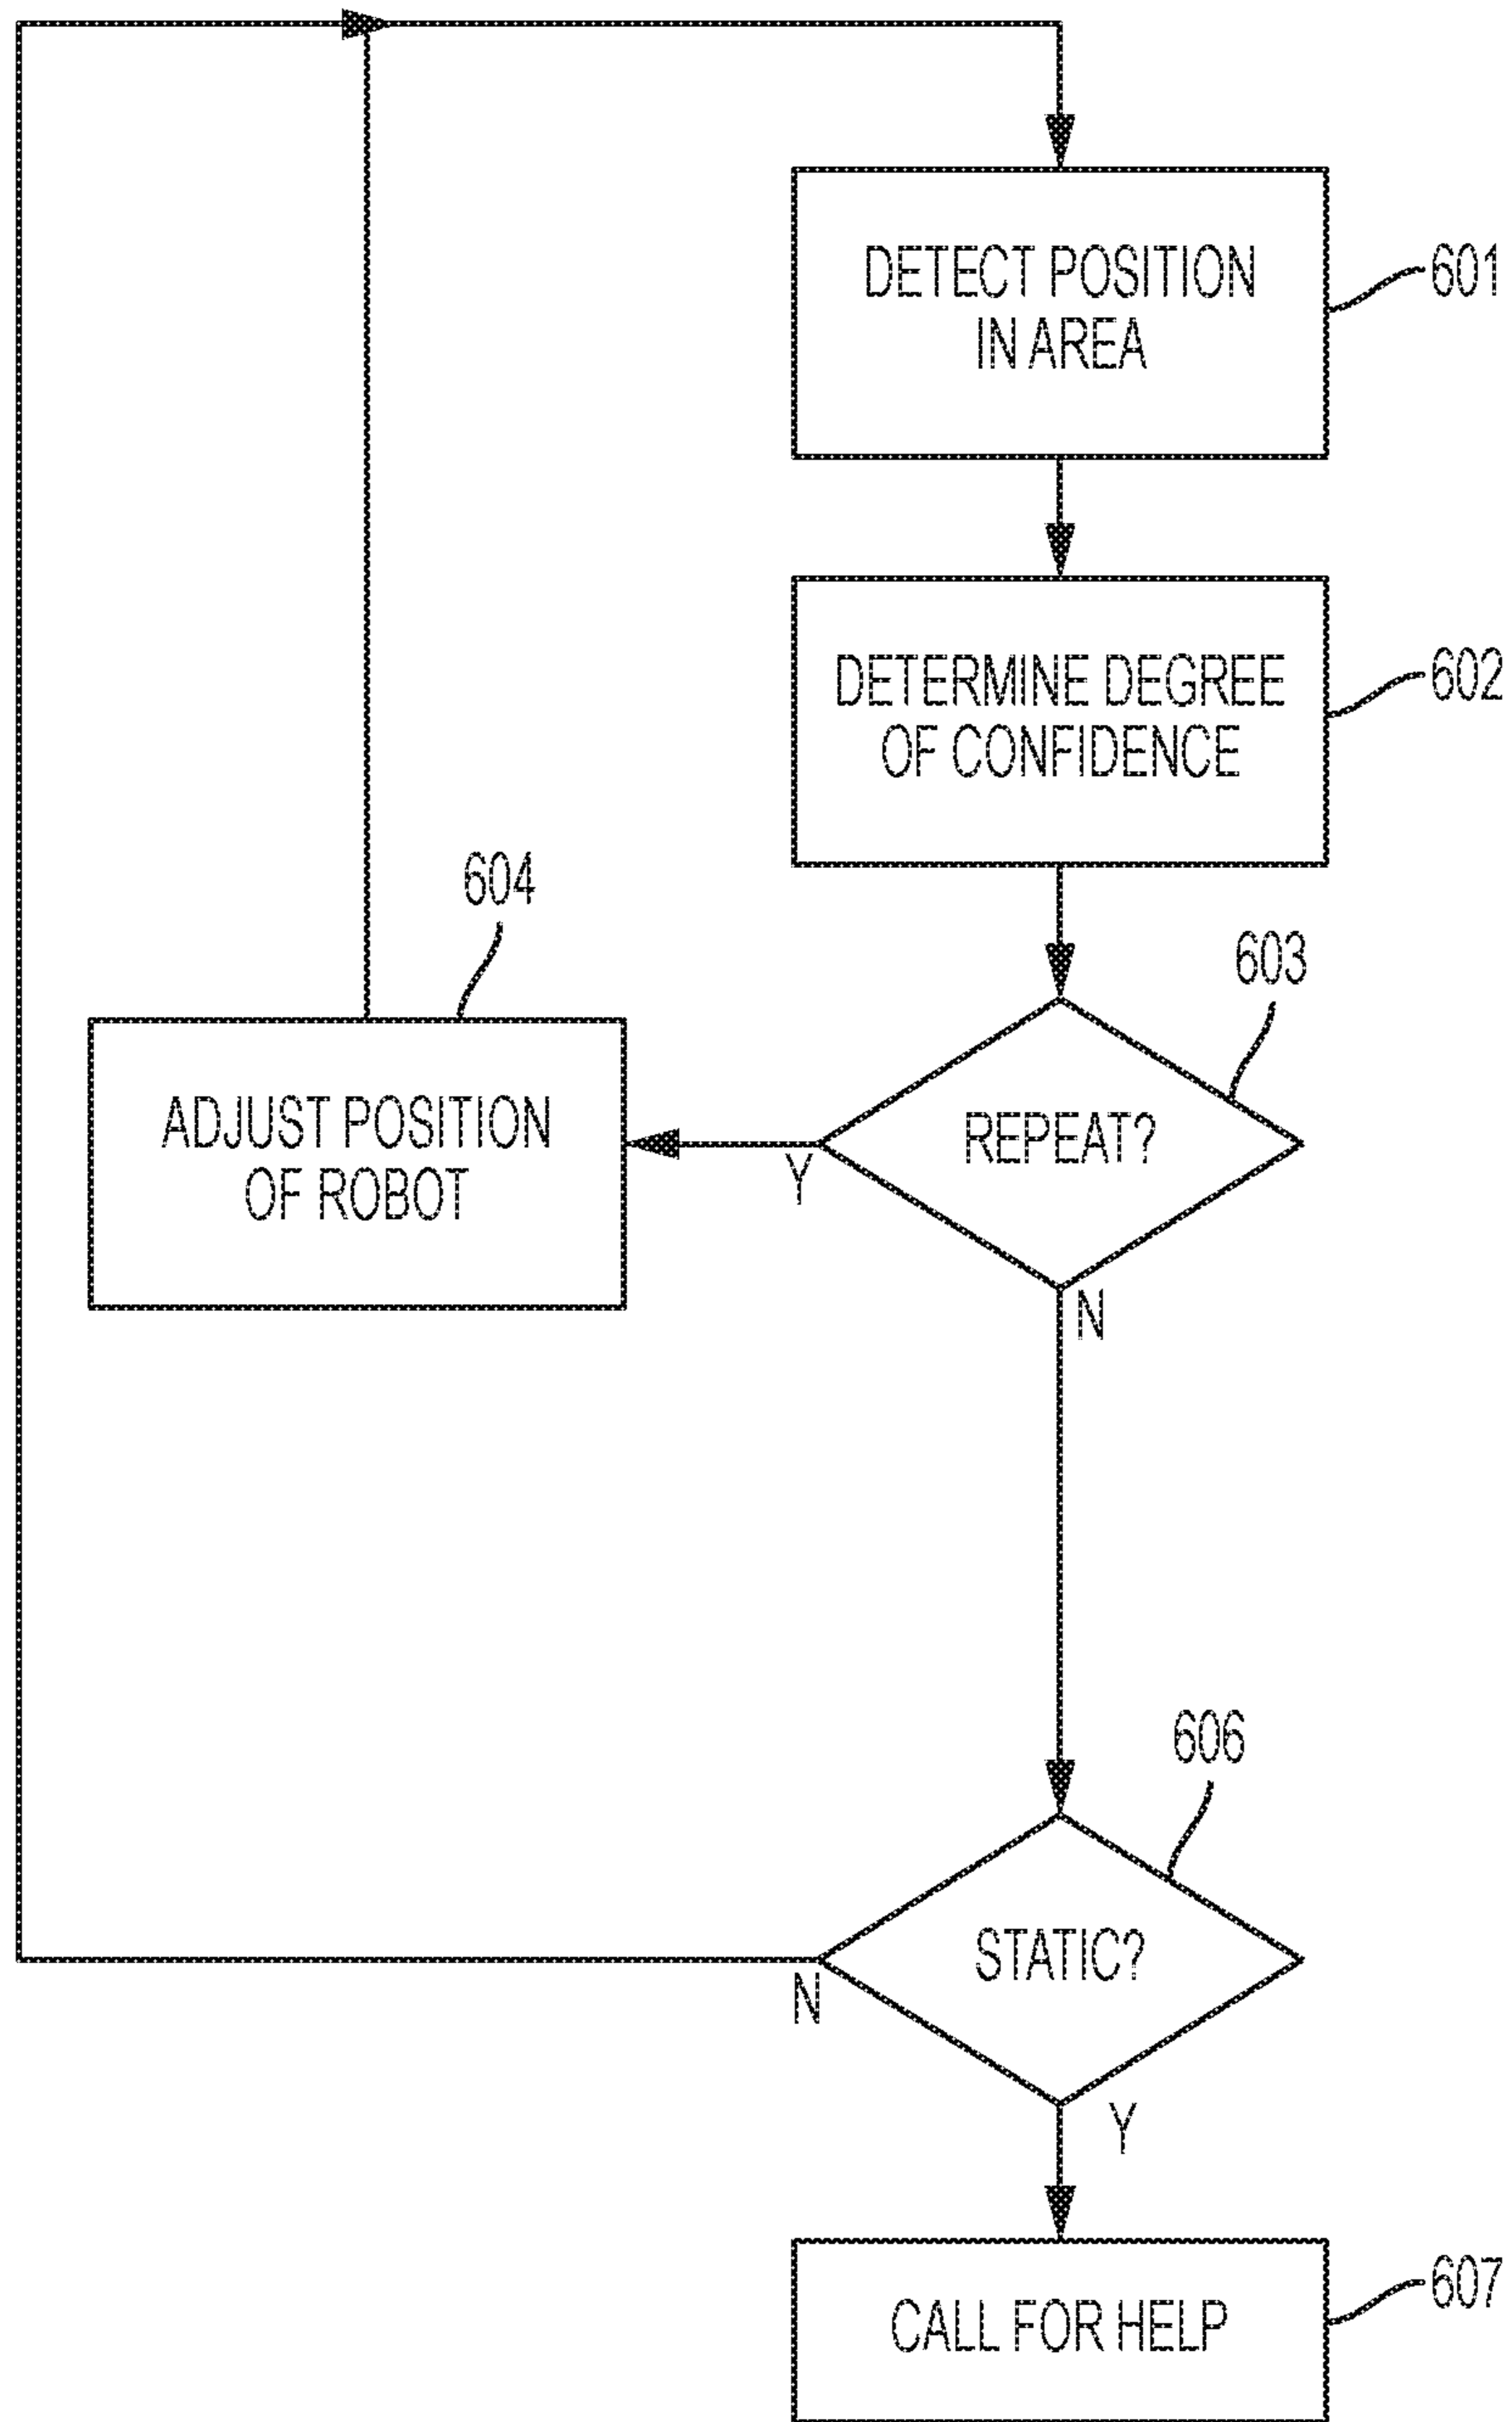 DETECT POSITION
IN AREA
601
DETERMINE DEGREE
OF CONFIDENCE
602
604
603
ADJUST POSITION
OF ROBOT
REPEAT?
Y
N
606
STATIC?
N
Y
CALL FOR HELP
607